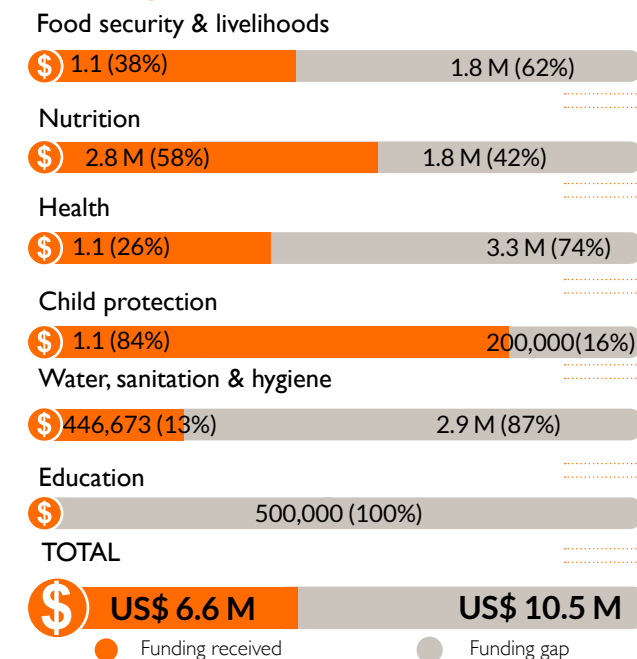 Food security & livelihoods
$ 1.1 (38%) 1.8 M (62%)
Nutrition
$ 2.8 M (58%) 1.8 M (42%)
Health
$ 1.1 (26%) 3.3 M (74%)
Child protection
$ 1.1 (84%) 200,000(16%)
Water, sanitation & hygiene
$ 446,673 (13%) 2.9 M (87%)
Education
$ 500,000 (100%)
TOTAL
$ US$ 6.6 M US$ 10.5 M
Funding received Funding gap